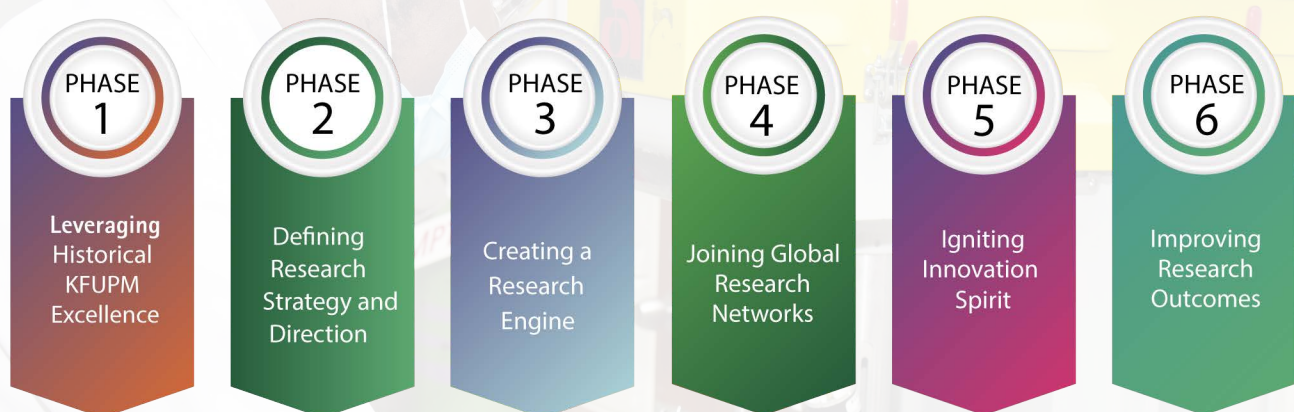 PHASE
1
Leveraging
Historical
KFUPM
Excellence
PHASE
2
Defining
Research
Strategy and
Direction
PHASE
3
Creating a
Research
Engine
PHASE
4
Joining Global
Research
Networks
PHASE
5
Igniting
Innovation
Spirit
PHASE
6
Improving
Research
Outcomes